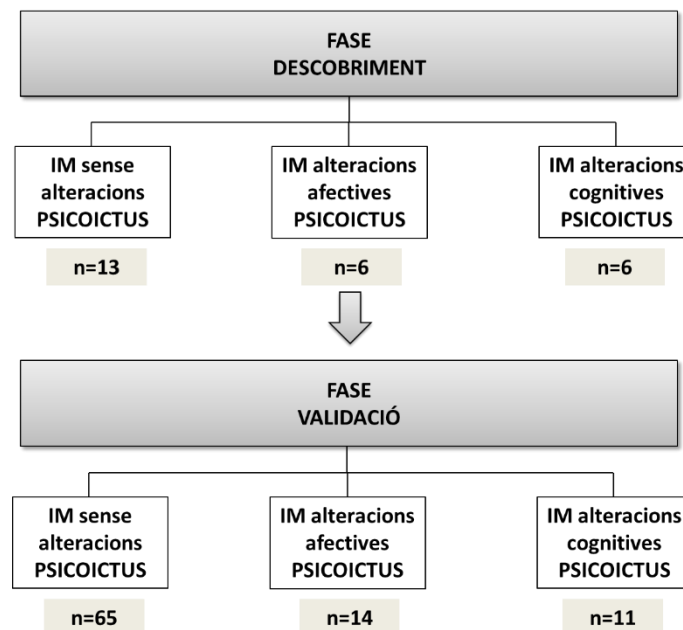 FASE
DESCOBRIMENT
IM sense
alteracions
PSICOICTUS
n=13
IM alteracions
afectives
PSICOICTUS
n=6
IM alteracions
cognitives
PSICOICTUS
n=6
FASE
VALIDACIÓ
IM sense
alteracions
PSICOICTUS
n=65
IM alteracions
afectives
PSICOICTUS
n=14
IM alteracions
cognitives
PSICOICTUS
n=11